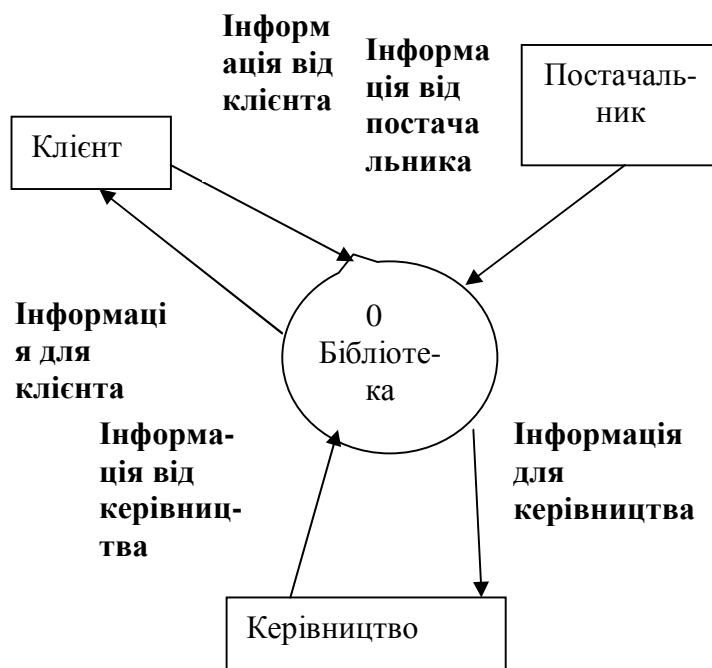 Інформ
ація від
клієнта
Інформа
ція від
постача
льника
Постачаль-
ник
Клієнт
0
Бібліоте-
ка
Інформаці
я для
клієнта
Інформа-
ція від
керівниц-
тва
Інформація
для
керівництва
Керівництво